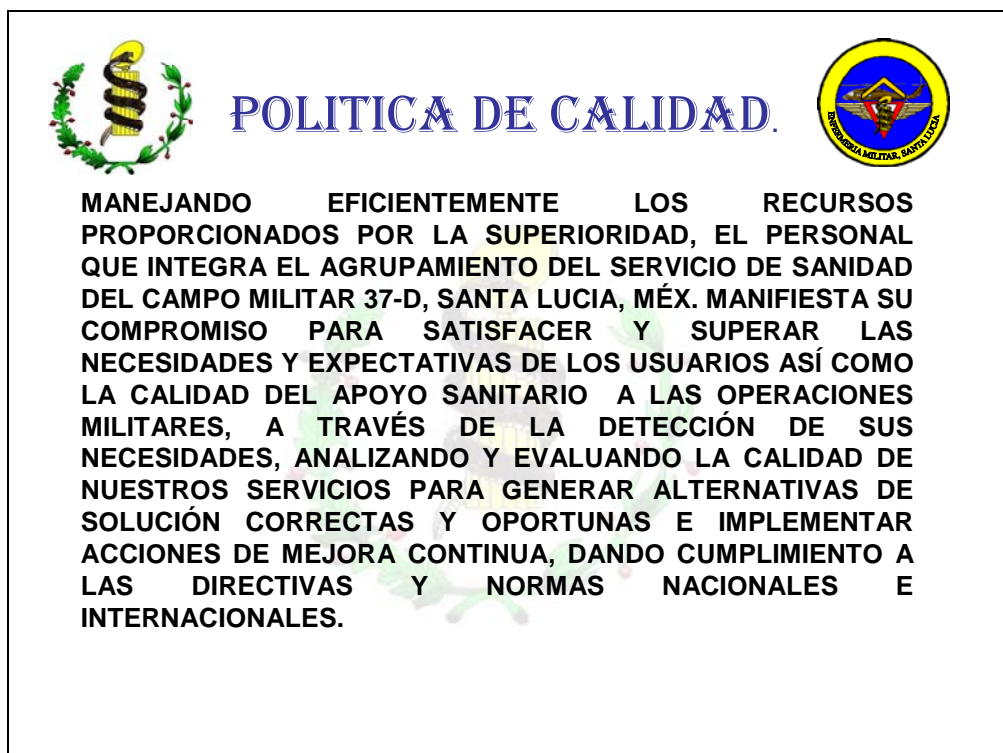 POLITICA DE CALIDAD.
ENFERMERIA MILITAR, SANTA LUCIA
MANEJANDO EFICIENTEMENTE LOS RECURSOS
PROPORCIONADOS POR LA SUPERIORIDAD, EL PERSONAL
QUE INTEGRA EL AGRUPAMIENTO DEL SERVICIO DE SANIDAD
DEL CAMPO MILITAR 37-D, SANTA LUCIA, MÉX. MANIFIESTA SU
COMPROMISO PARA SATISFACER Y SUPERAR LAS
NECESIDADES Y EXPECTATIVAS DE LOS USUARIOS ASÍ COMO
LA CALIDAD DEL APOYO SANITARIO A LAS OPERACIONES
MILITARES, A TRAVÉS DE LA DETECCIÓN DE SUS
NECESIDADES, ANALIZANDO Y EVALUANDO LA CALIDAD DE
NUESTROS SERVICIOS PARA GENERAR ALTERNATIVAS DE
SOLUCIÓN CORRECTAS Y OPORTUNAS E IMPLEMENTAR
ACCIONES DE MEJORA CONTINUA, DANDO CUMPLIMIENTO A
LAS DIRECTIVAS Y NORMAS NACIONALES E
INTERNACIONALES.